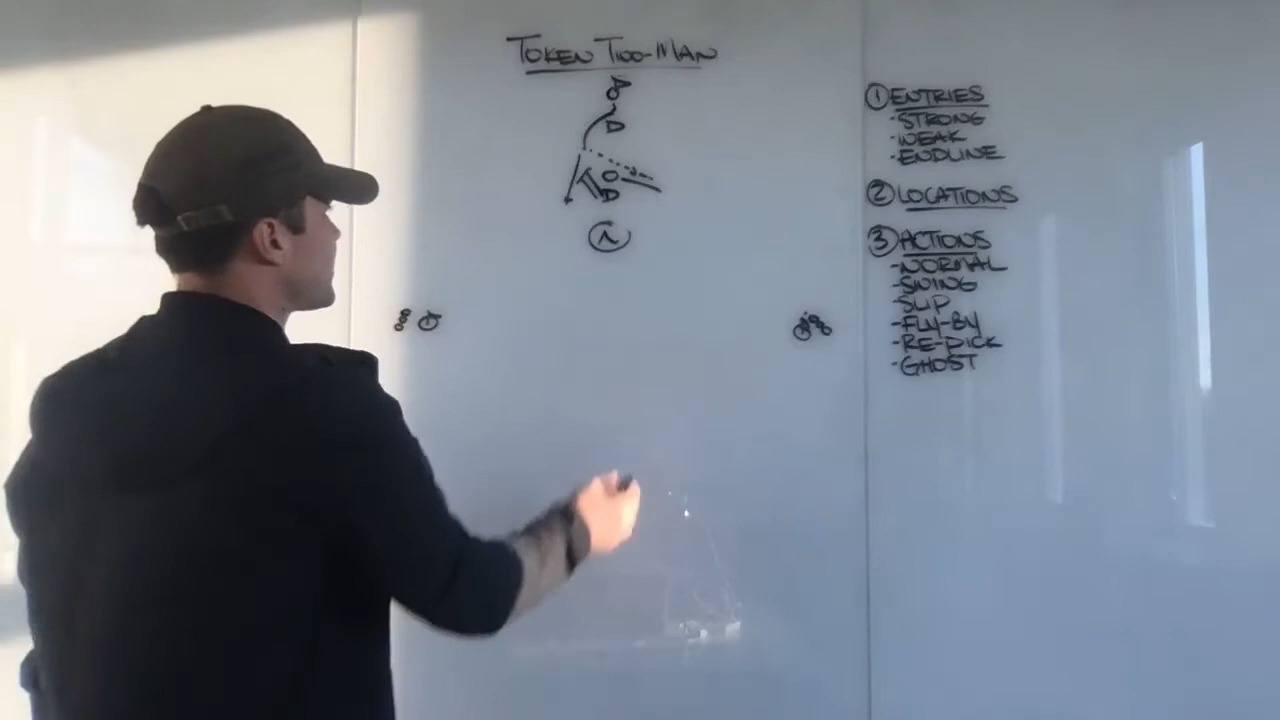 TOKEN TWO-MAN
D
O
D
① ENTRIES
·STRONG
·WEAK
·ENDLINE
② LOCATIONS
③ ACTIONS
-NORMAL
-SWING
-SLIP
-FLY-BY
-RE-PICK
-GHOST